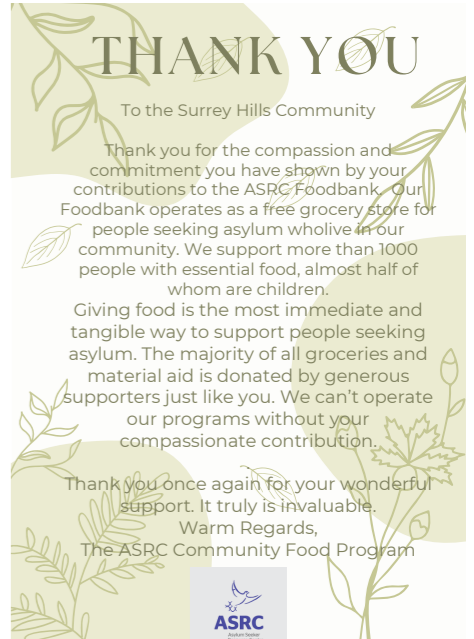 THANK YOU
To the Surrey Hills Community
Thank you for the compassion and
commitment you have shown by your
contributions to the ASRC Foodbank. Our
Foodbank operates as a free grocery store for
people seeking asylum wholive in our
community. We support more than 1000
people with essential food, almost half of
whom are children.
Giving food is the most immediate and
tangible way to support people seeking
asylum. The majority of all groceries and
material aid is donated by generous
supporters just like you. We can't operate
our programs without your
compassionate contribution.
Thank you once again for your wonderful
support. It truly is invaluable.
Warm Regards,
The ASRC Community Food Program
ASRC
Asylum Seeker